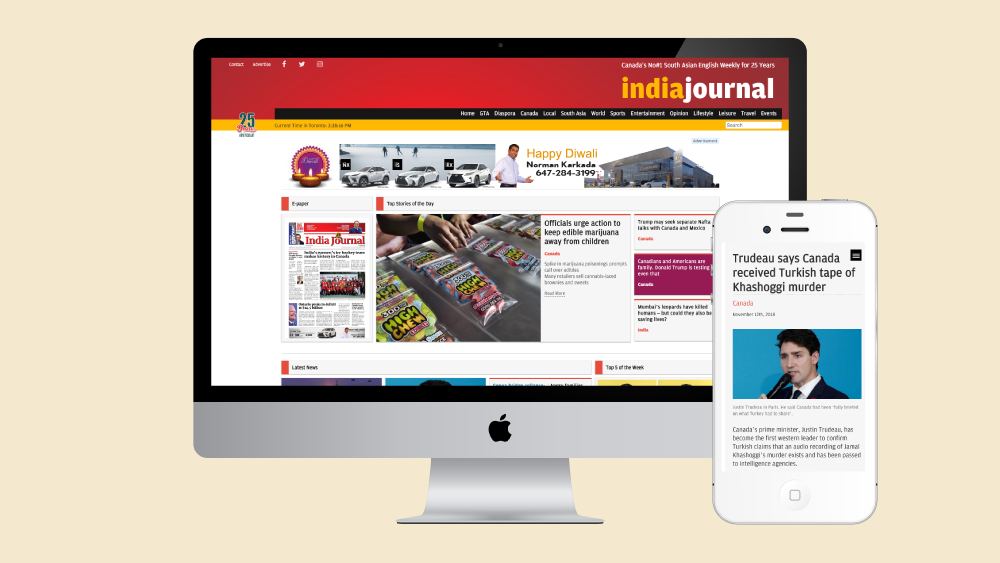 Contact Advertise
Canada's No#1 South Asian English Weekly for 25 Years
indiajournal
Home GTA Diaspora Canada Local South Asia World Sports Entertainment Opinion Lifestyle Leisure Travel Events
25
Current Time in Toronto:
Search
Advertisement
NX IS RX
Happy Diwali
Norman Karkada
647-284-3199
E-paper
Top Stories of the Day
India Journal
HIGH CHEW
Officials urge action to
keep edible marijuana
away from children
Canada
Spike in marijuana poisonings prompts
call over edibles
Many retailers sell cannabis-laced
brownies and sweets
Read More
Trump may seek separate Nafta
talks with Canada and Mexico
Canada
Canadians and Americans are
family. Donald Trump is testing
even that
Canada
Mumbai's leopards have killed
humans – but could they also be
saving lives?
India
Latest News
Top 5 of the Week
Trudeau says Canada
received Turkish tape of
Khashoggi murder
Canada
November 12th, 2018
Justin Trudeau in Paris. He said Canada had been 'fully briefed
on what Turkey had to share'.
Canada's prime minister, Justin Trudeau, has
become the first western leader to confirm
Turkish claims that an audio recording of Jamal
Khashoggi's murder exists and has been passed
to intelligence agencies.